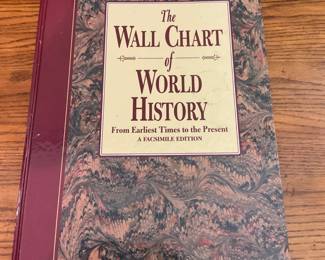 The
WALL CHART
of
WORLD
HISTORY
From Earliest Times to the Present
A FACSIMILE EDITION